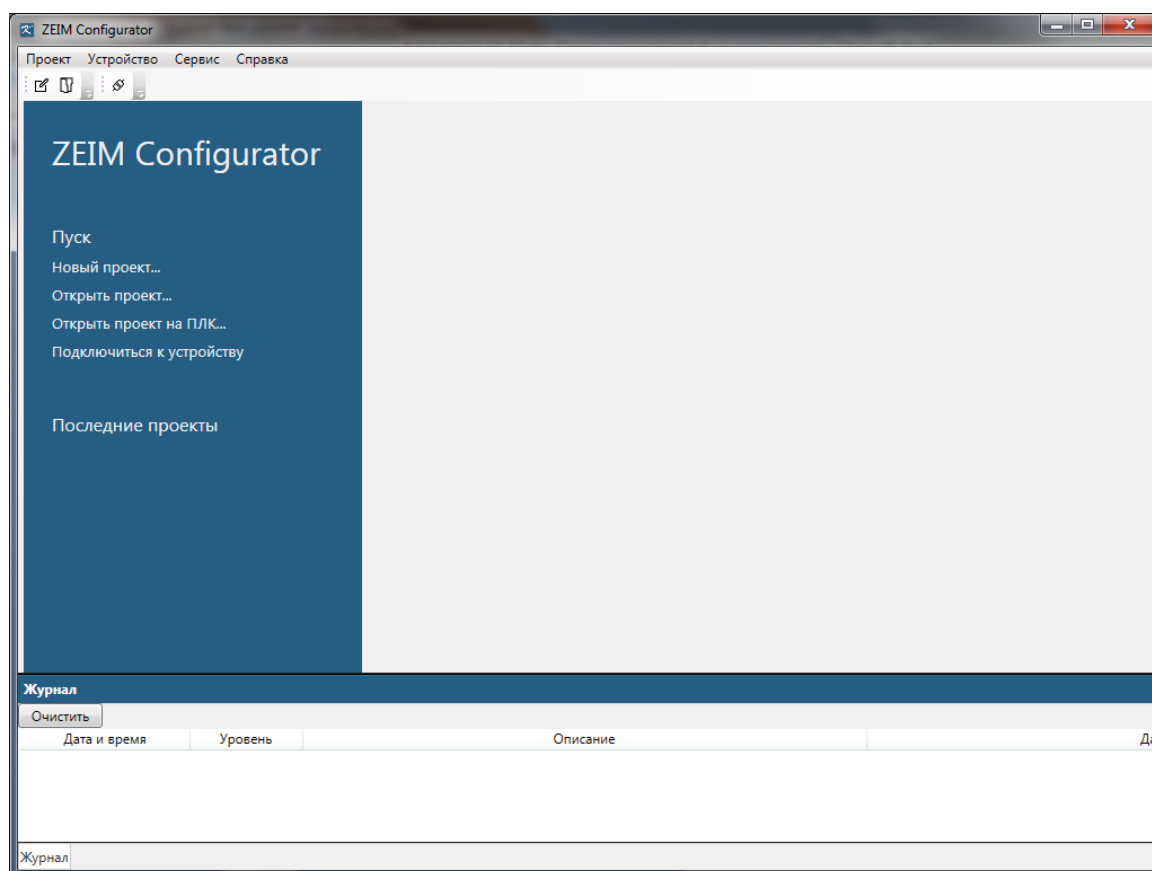 ZEIM Configurator
Проект Устройство Сервис Справка
ZEIM Configurator
Пуск
Новый проект...
Открыть проект...
Открыть проект на ПЛК...
Подключиться к устройству
Последние проекты
Журнал
Очистить
Дата и время Уровень Описание Да
Журнал